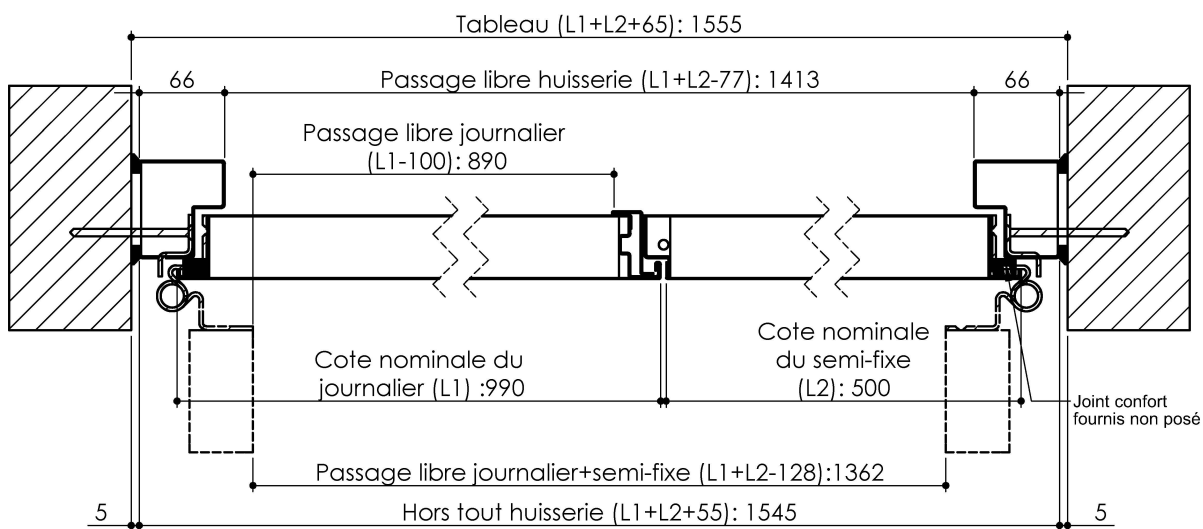 Tableau (L1+L2+65): 1555
66
Passage libre huisserie (L1+L2-77): 1413
66
Passage libre journalier
(L1-100): 890
Cote nominale du
journalier (L1) :990
Cote nominale
du semi-fixe
(L2): 500
Joint confort
fournis non posé
Passage libre journalier+semi-fixe (L1+L2-128):1362
5
Hors tout huisserie (L1+L2+55): 1545
5